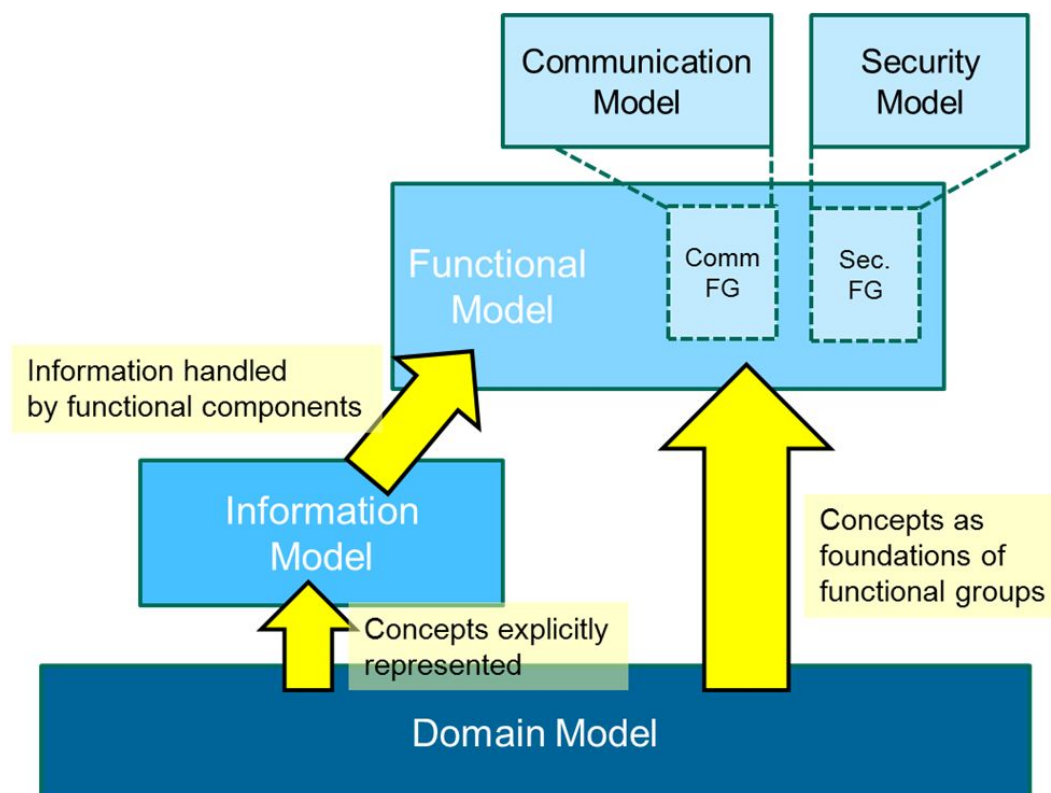 Communication
Model
Security
Model
Functional
Model
Comm
FG
Sec.
FG
Information handled
by functional components
Information
Model
Concepts as
foundations of
functional groups
Concepts explicitly
represented
Domain Model